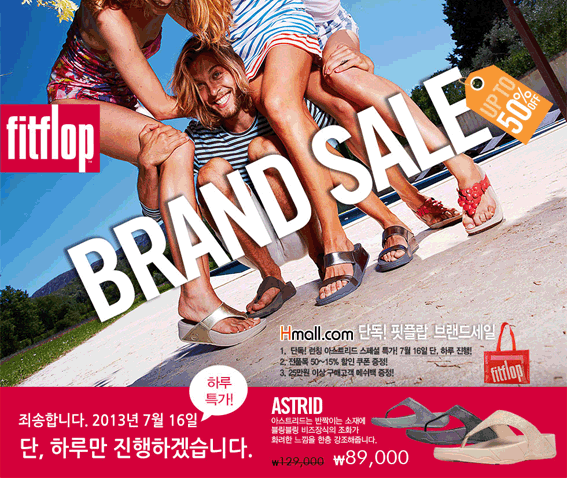 fitflop
BRAND SALE
UP TO
50%
OFF
Hmall.com 단독! 핏플랍 브랜드세일
1. 단독! 런칭 아스트리드 스페셜 특가! 7월 16일 단, 하루 진행!
2. 전품목 50~15% 할인 쿠폰 증정!
3. 25만원 이상 구매고객 메쉬백 증정!
fitflop
하루
특가!
죄송합니다. 2013년 7월 16일
단, 하루만 진행하겠습니다.
ASTRID
아스트리드는 반짝이는 소재에
블링블링 비즈장식의 조화가
화려한 느낌을 한층 강조해줍니다.
₩129,000 ₩89,000